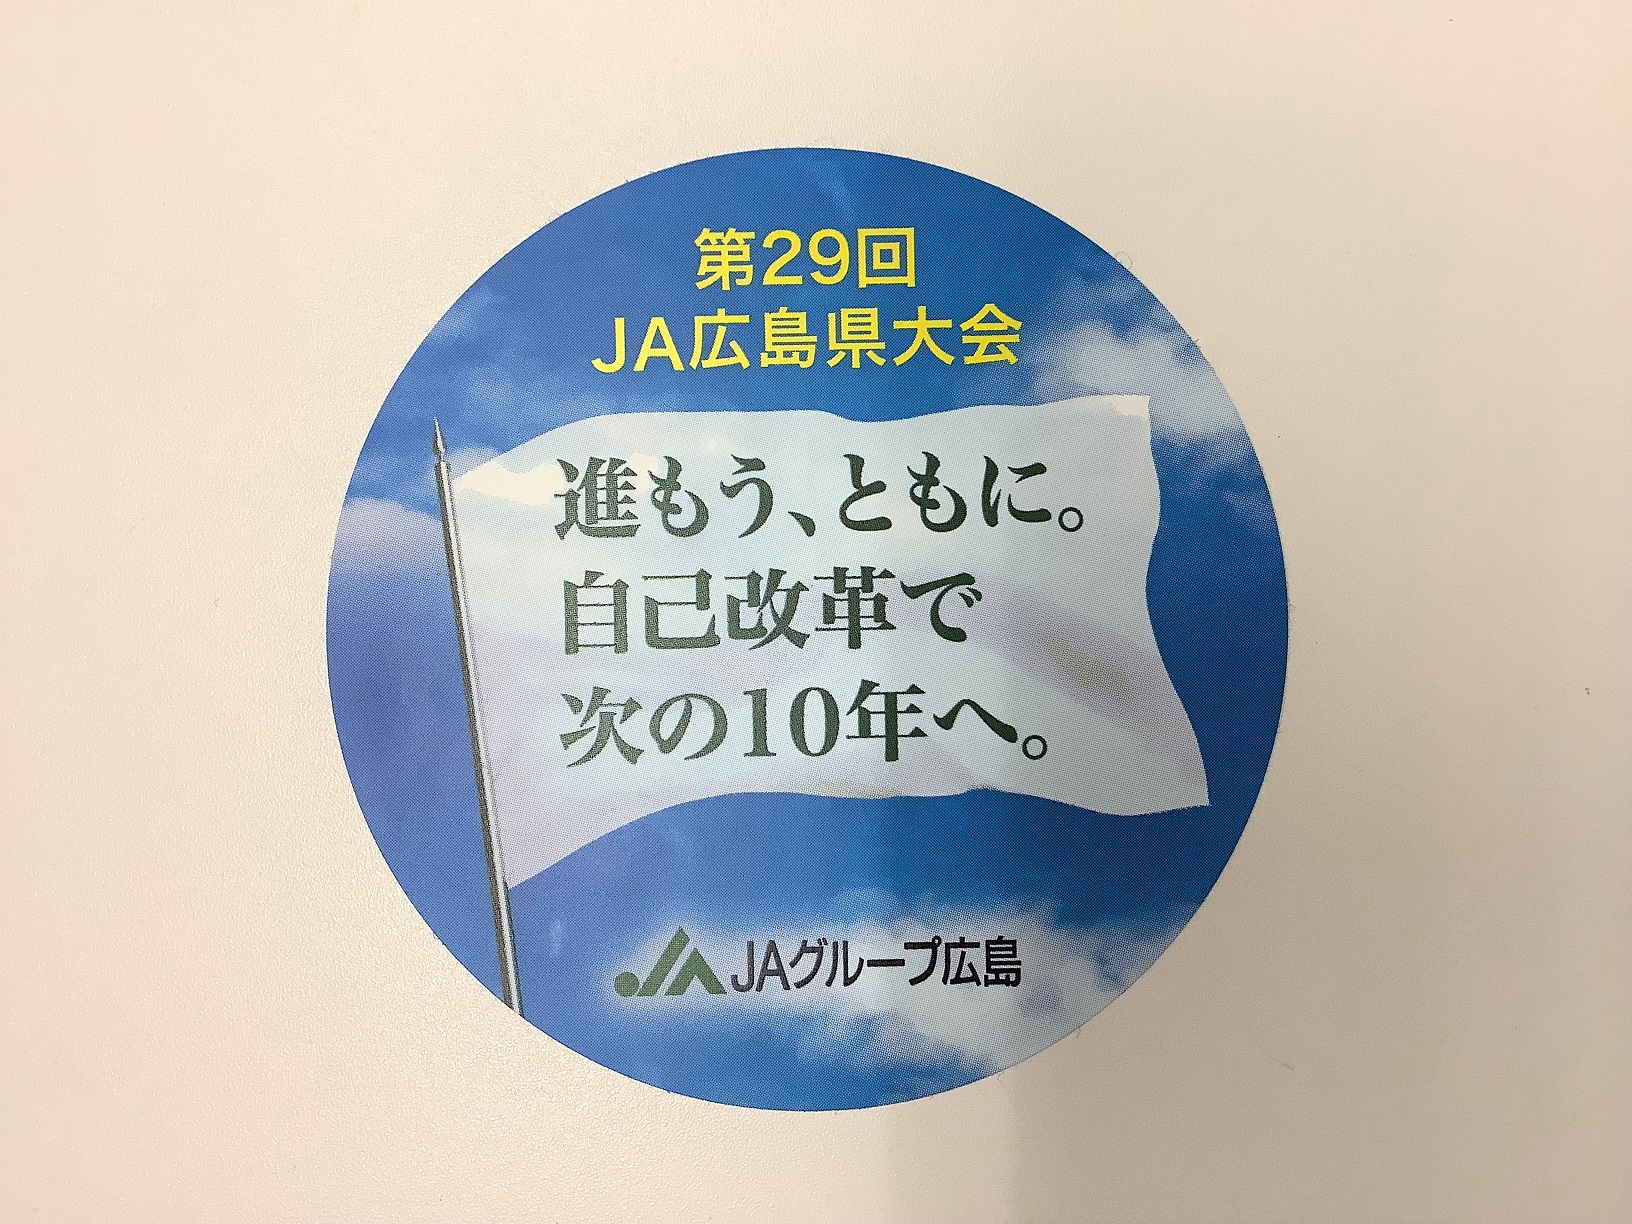 第29回
JA広島県大会
進もう、ともに。
自己改革で
次の10年へ。
JA JAグループ広島